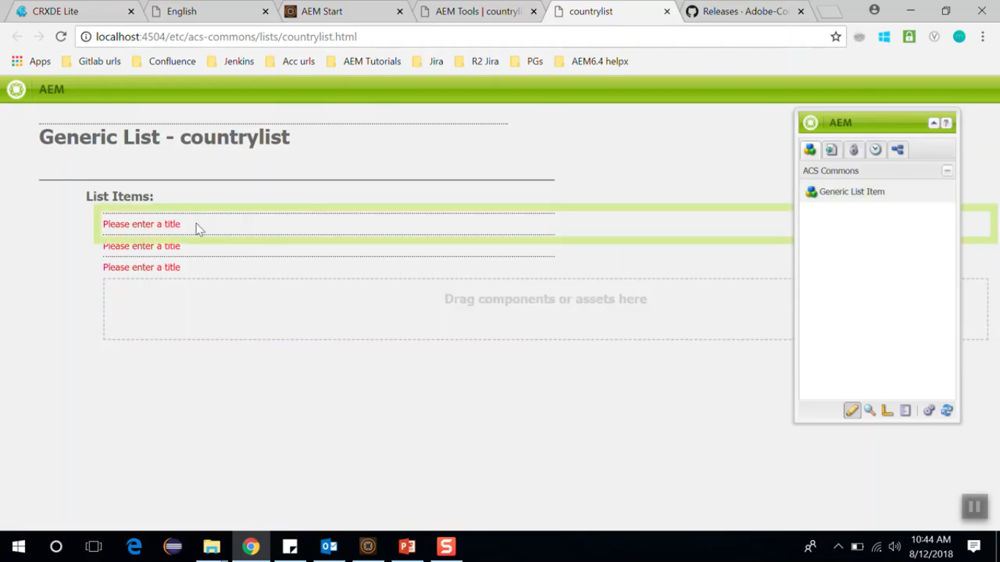 CRXDE Lite
English
AEM Start
AEM Tools | countryli
countrylist
Releases · Adobe-Co
localhost:4504/etc/acs-commons/lists/countrylist.html
Apps
Gitlab urls
Confluence
Jenkins
Acc urls
AEM Tutorials
Jira
R2 Jira
PGs
AEM6.4 helpx
AEM
Generic List - countrylist
List Items:
Please enter a title
Please enter a title
Please enter a title
Drag components or assets here
AEM
ACS Commons
Generic List Item
10:44 AM
8/12/2018